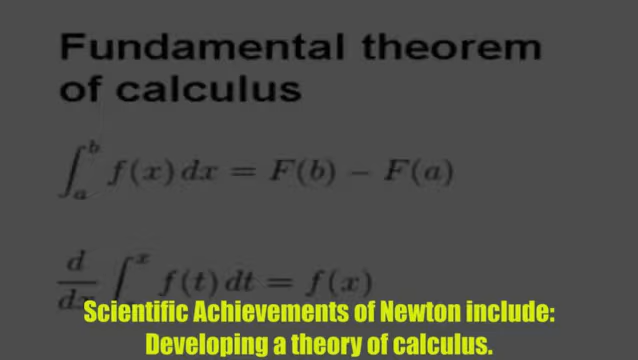 Fundamental theorem
of calculus
∫_a^b f(x) dx = F(b) − F(a)
d/dx ∫^x f(t) dt = f(x)
Scientific Achievements of Newton include:
Developing a theory of calculus.